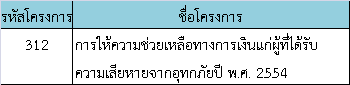 รหัสโครงการ ชื่อโครงการ
312 การให้ความช่วยเหลือทางการเงินแก่ผู้ที่ได้รับ
ความเสียหายจากอุทกภัยปี พ.ศ. 2554